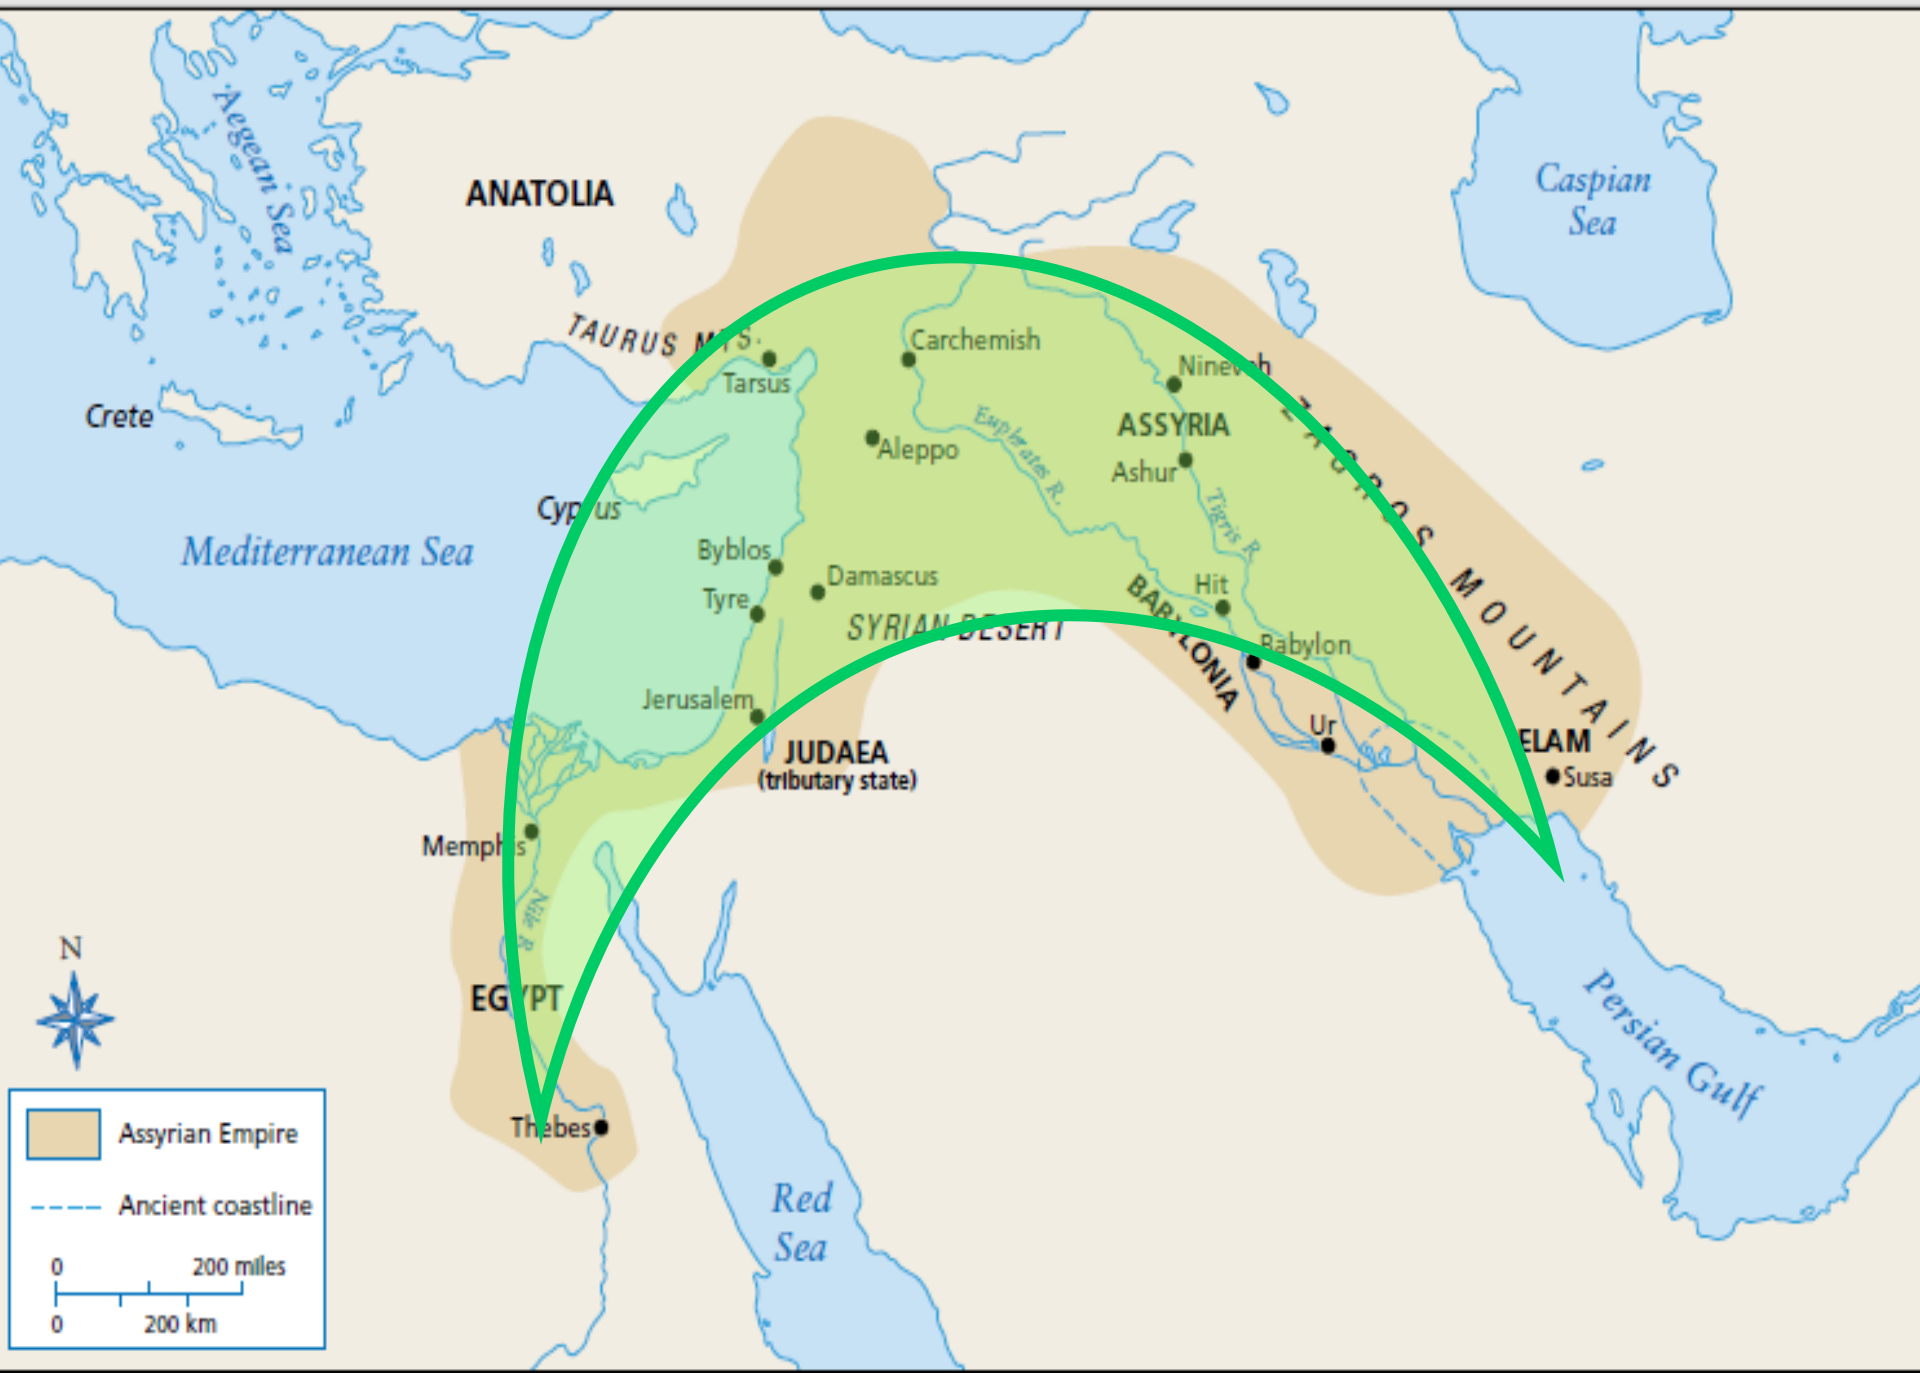 Aegean Sea
ANATOLIA
Caspian
Sea
TAURUS MTS.
Tarsus
Carchemish
Nineveh
ZAGROS MOUNTAINS
Crete
ASSYRIA
Aleppo
Euphrates R.
Ashur
Tigris R.
Cyprus
Mediterranean Sea
Byblos
Damascus
Tyre
Hit
BABYLONIA
SYRIAN DESERT
Babylon
Jerusalem
Ur
JUDAEA
(tributary state)
ELAM
Susa
Memphis
Nile R.
N
EGYPT
Persian Gulf
Thebes
Red
Sea
Assyrian Empire
Ancient coastline
0 200 miles
0 200 km